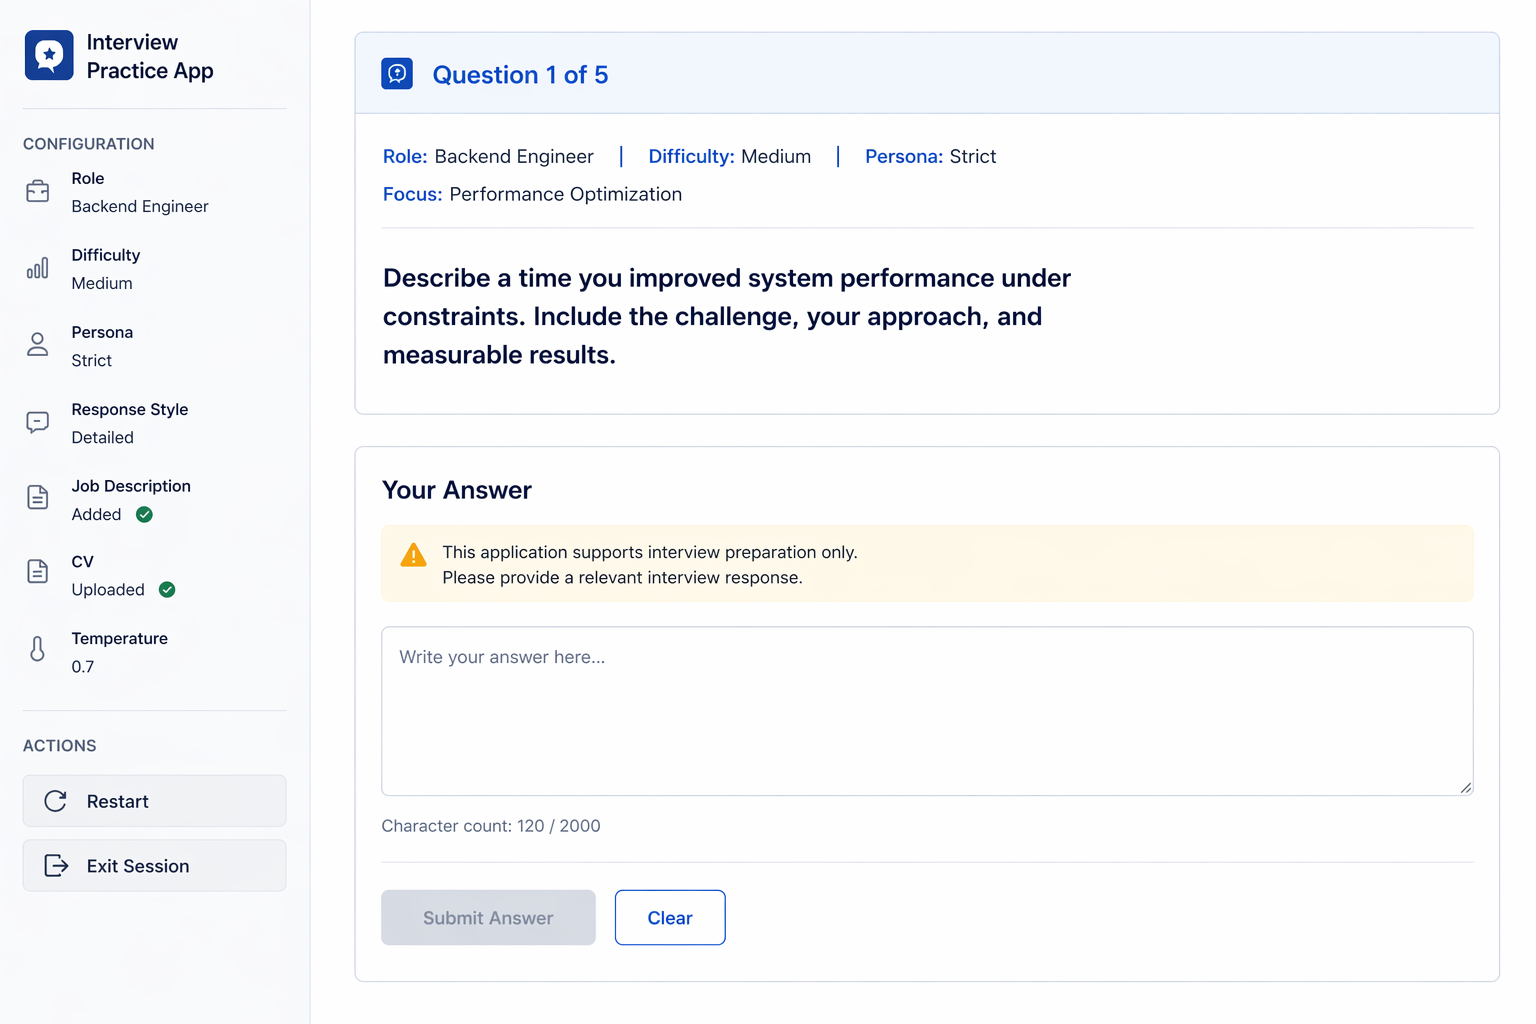 Interview
Practice App
CONFIGURATION
Role
Backend Engineer
Difficulty
Medium
Persona
Strict
Response Style
Detailed
Job Description
Added
CV
Uploaded
Temperature
0.7
ACTIONS
Restart
Exit Session
Question 1 of 5
Role: Backend Engineer | Difficulty: Medium | Persona: Strict
Focus: Performance Optimization
Describe a time you improved system performance under
constraints. Include the challenge, your approach, and
measurable results.
Your Answer
This application supports interview preparation only.
Please provide a relevant interview response.
Write your answer here...
Character count: 120 / 2000
Submit Answer
Clear